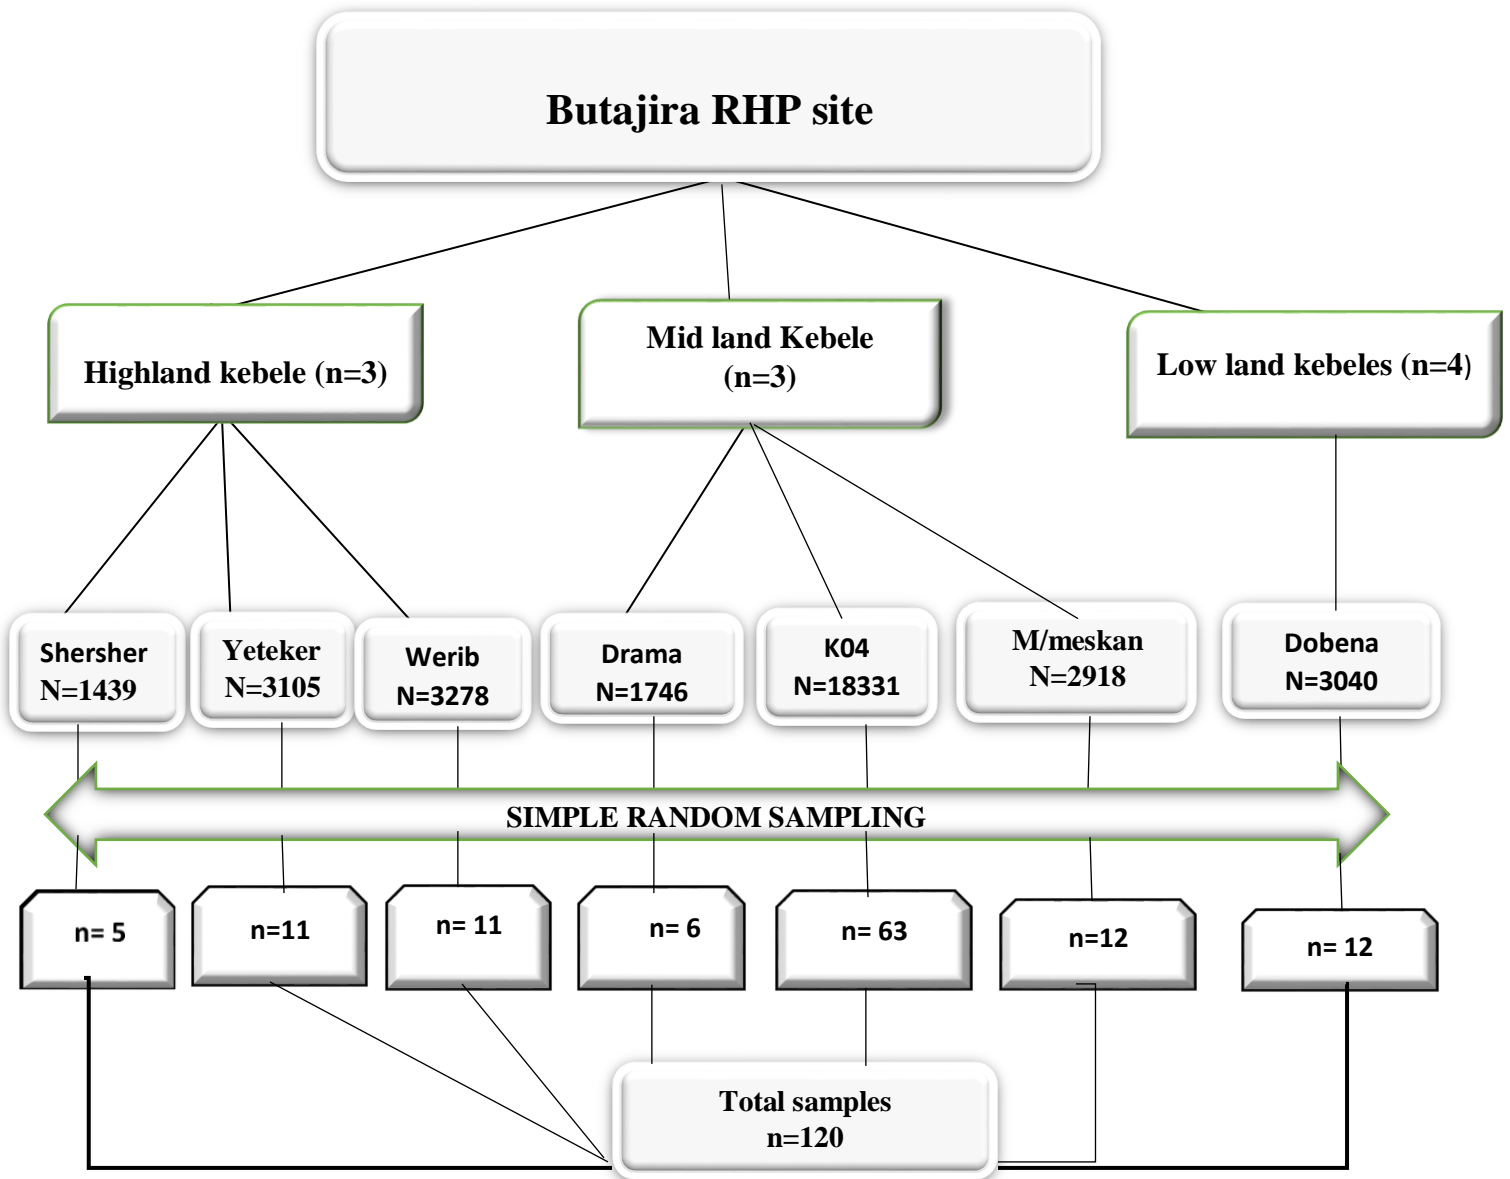 Butajira RHP site
Highland kebele (n=3)
Mid land Kebele
(n=3)
Low land kebeles (n=4)
Shersher
N=1439
Yeteker
N=3105
Werib
N=3278
Drama
N=1746
K04
N=18331
M/meskan
N=2918
Dobena
N=3040
SIMPLE RANDOM SAMPLING
n= 5
n=11
n= 11
n= 6
n= 63
n=12
n= 12
Total samples
n=120